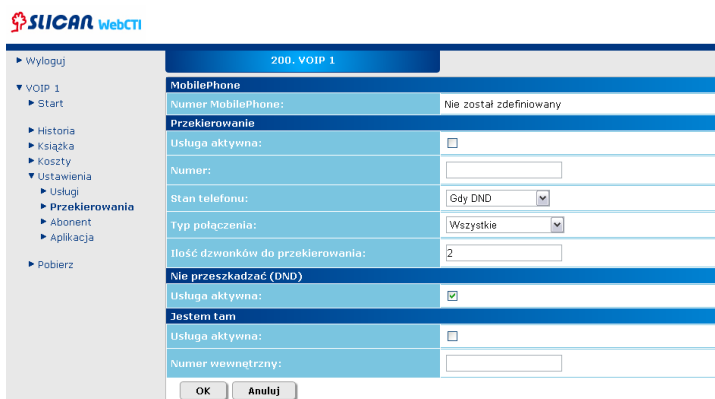 SLICAN WebCTI
Wyloguj
VOIP 1
Start
Historia
Książka
Koszty
Ustawienia
Usługi
Przekierowania
Abonent
Aplikacja
Pobierz
200. VOIP 1
MobilePhone
Numer MobilePhone: Nie został zdefiniowany
Przekierowanie
Usługa aktywna:
Numer:
Stan telefonu: Gdy DND
Typ połączenia: Wszystkie
Ilość dzwonków do przekierowania: 2
Nie przeszkadzać (DND)
Usługa aktywna:
Jestem tam
Usługa aktywna:
Numer wewnętrzny:
OK Anuluj